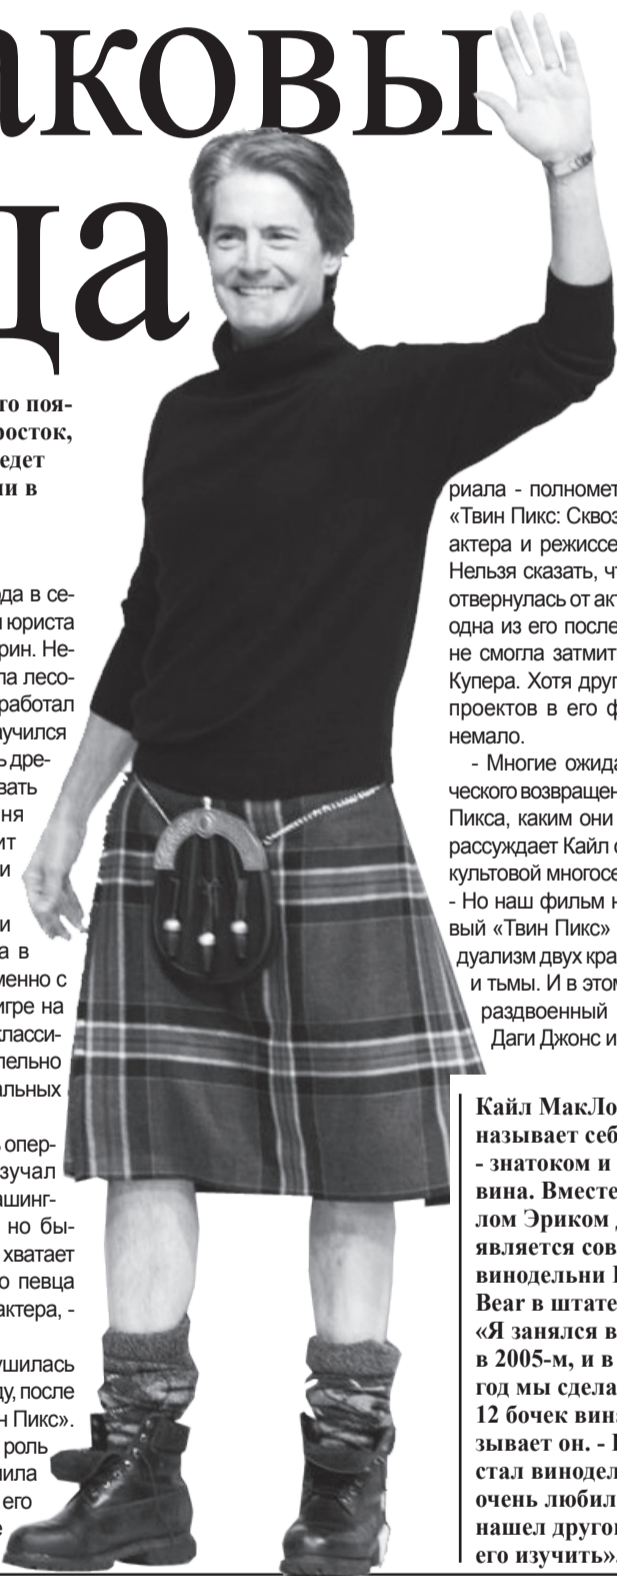 аковы
ца
то поя-
росток,
едет
ни в
да в се-
юриста
рин. Не-
ла лесо-
работал
аучился
ь дре-
вать
ня
ит
и
и
а в
менно с
игре на
класси-
тельно
альных
опер-
зучал
ашинг-
но бы-
хватает
о певца
актера, -
ушилась
ду, после
н Пикс».
роль
ила
его
е
риала - полномет
«Твин Пикс: Сквоз
актера и режиссе
Нельзя сказать, ч
отвернулась от ак
одна из его после
не смогла затмит
Купера. Хотя друг
проектов в его ф
немало.
- Многие ожида
ческого возвращен
Пикса, каким они
рассуждает Кайл о
культовой многосе
- Но наш фильм н
вый «Твин Пикс»
дуализм двух кра
и тьмы. И в этом
раздвоенный
Даги Джонс и
Кайл МакЛо
называет себ
- знатоком и
вина. Вместе
лом Эриком
является сов
винодельни
Bear в штате
«Я занялся в
в 2005-м, и в
год мы сдела
12 бочек вин
зывает он. -
стал винодел
очень любил
нашел друго
его изучить»